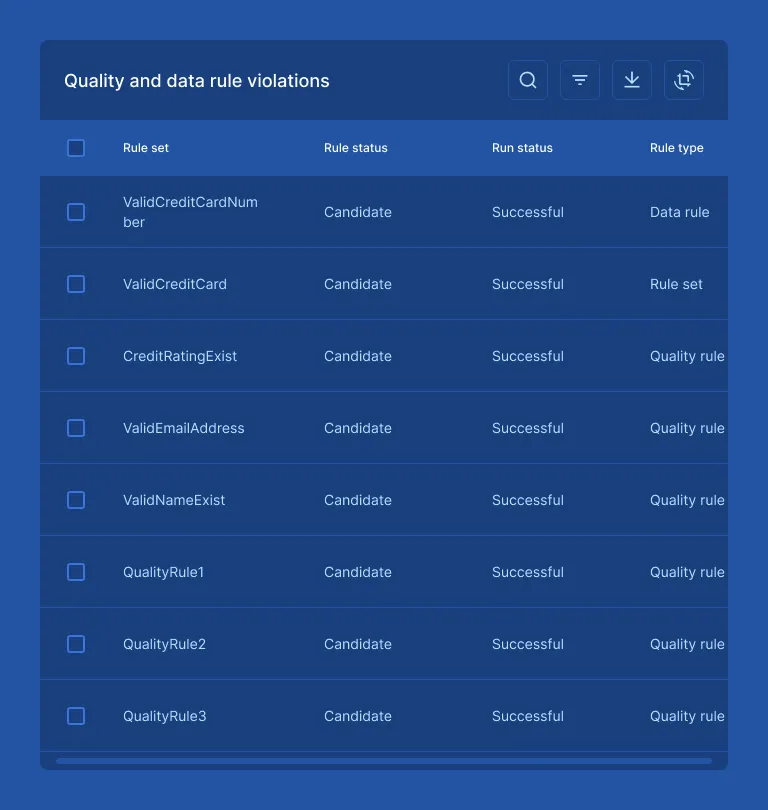 Quality and data rule violations
Rule set Rule status Run status Rule type
ValidCreditCardNum
ber Candidate Successful Data rule
ValidCreditCard Candidate Successful Rule set
CreditRatingExist Candidate Successful Quality rule
ValidEmailAddress Candidate Successful Quality rule
ValidNameExist Candidate Successful Quality rule
QualityRule1 Candidate Successful Quality rule
QualityRule2 Candidate Successful Quality rule
QualityRule3 Candidate Successful Quality rule